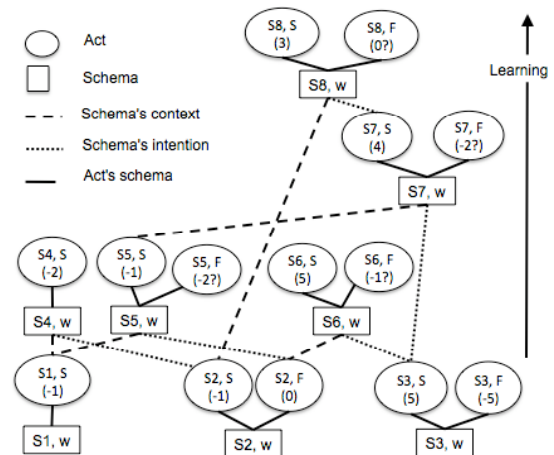 S8, S
(3)
S8, F
(0?)
Act
Schema
Learning
S8, w
Schema's context
S7, S
(4)
S7, F
(-2?)
Schema's intention
Act's schema
S7, w
S4, S
(-2)
S5, S
(-1)
S5, F
(-2?)
S6, S
(5)
S6, F
(-1?)
S4, w
S5, w
S6, w
S1, S
(-1)
S2, S
(-1)
S2, F
(0)
S3, S
(5)
S3, F
(-5)
S1, w
S2, w
S3, w